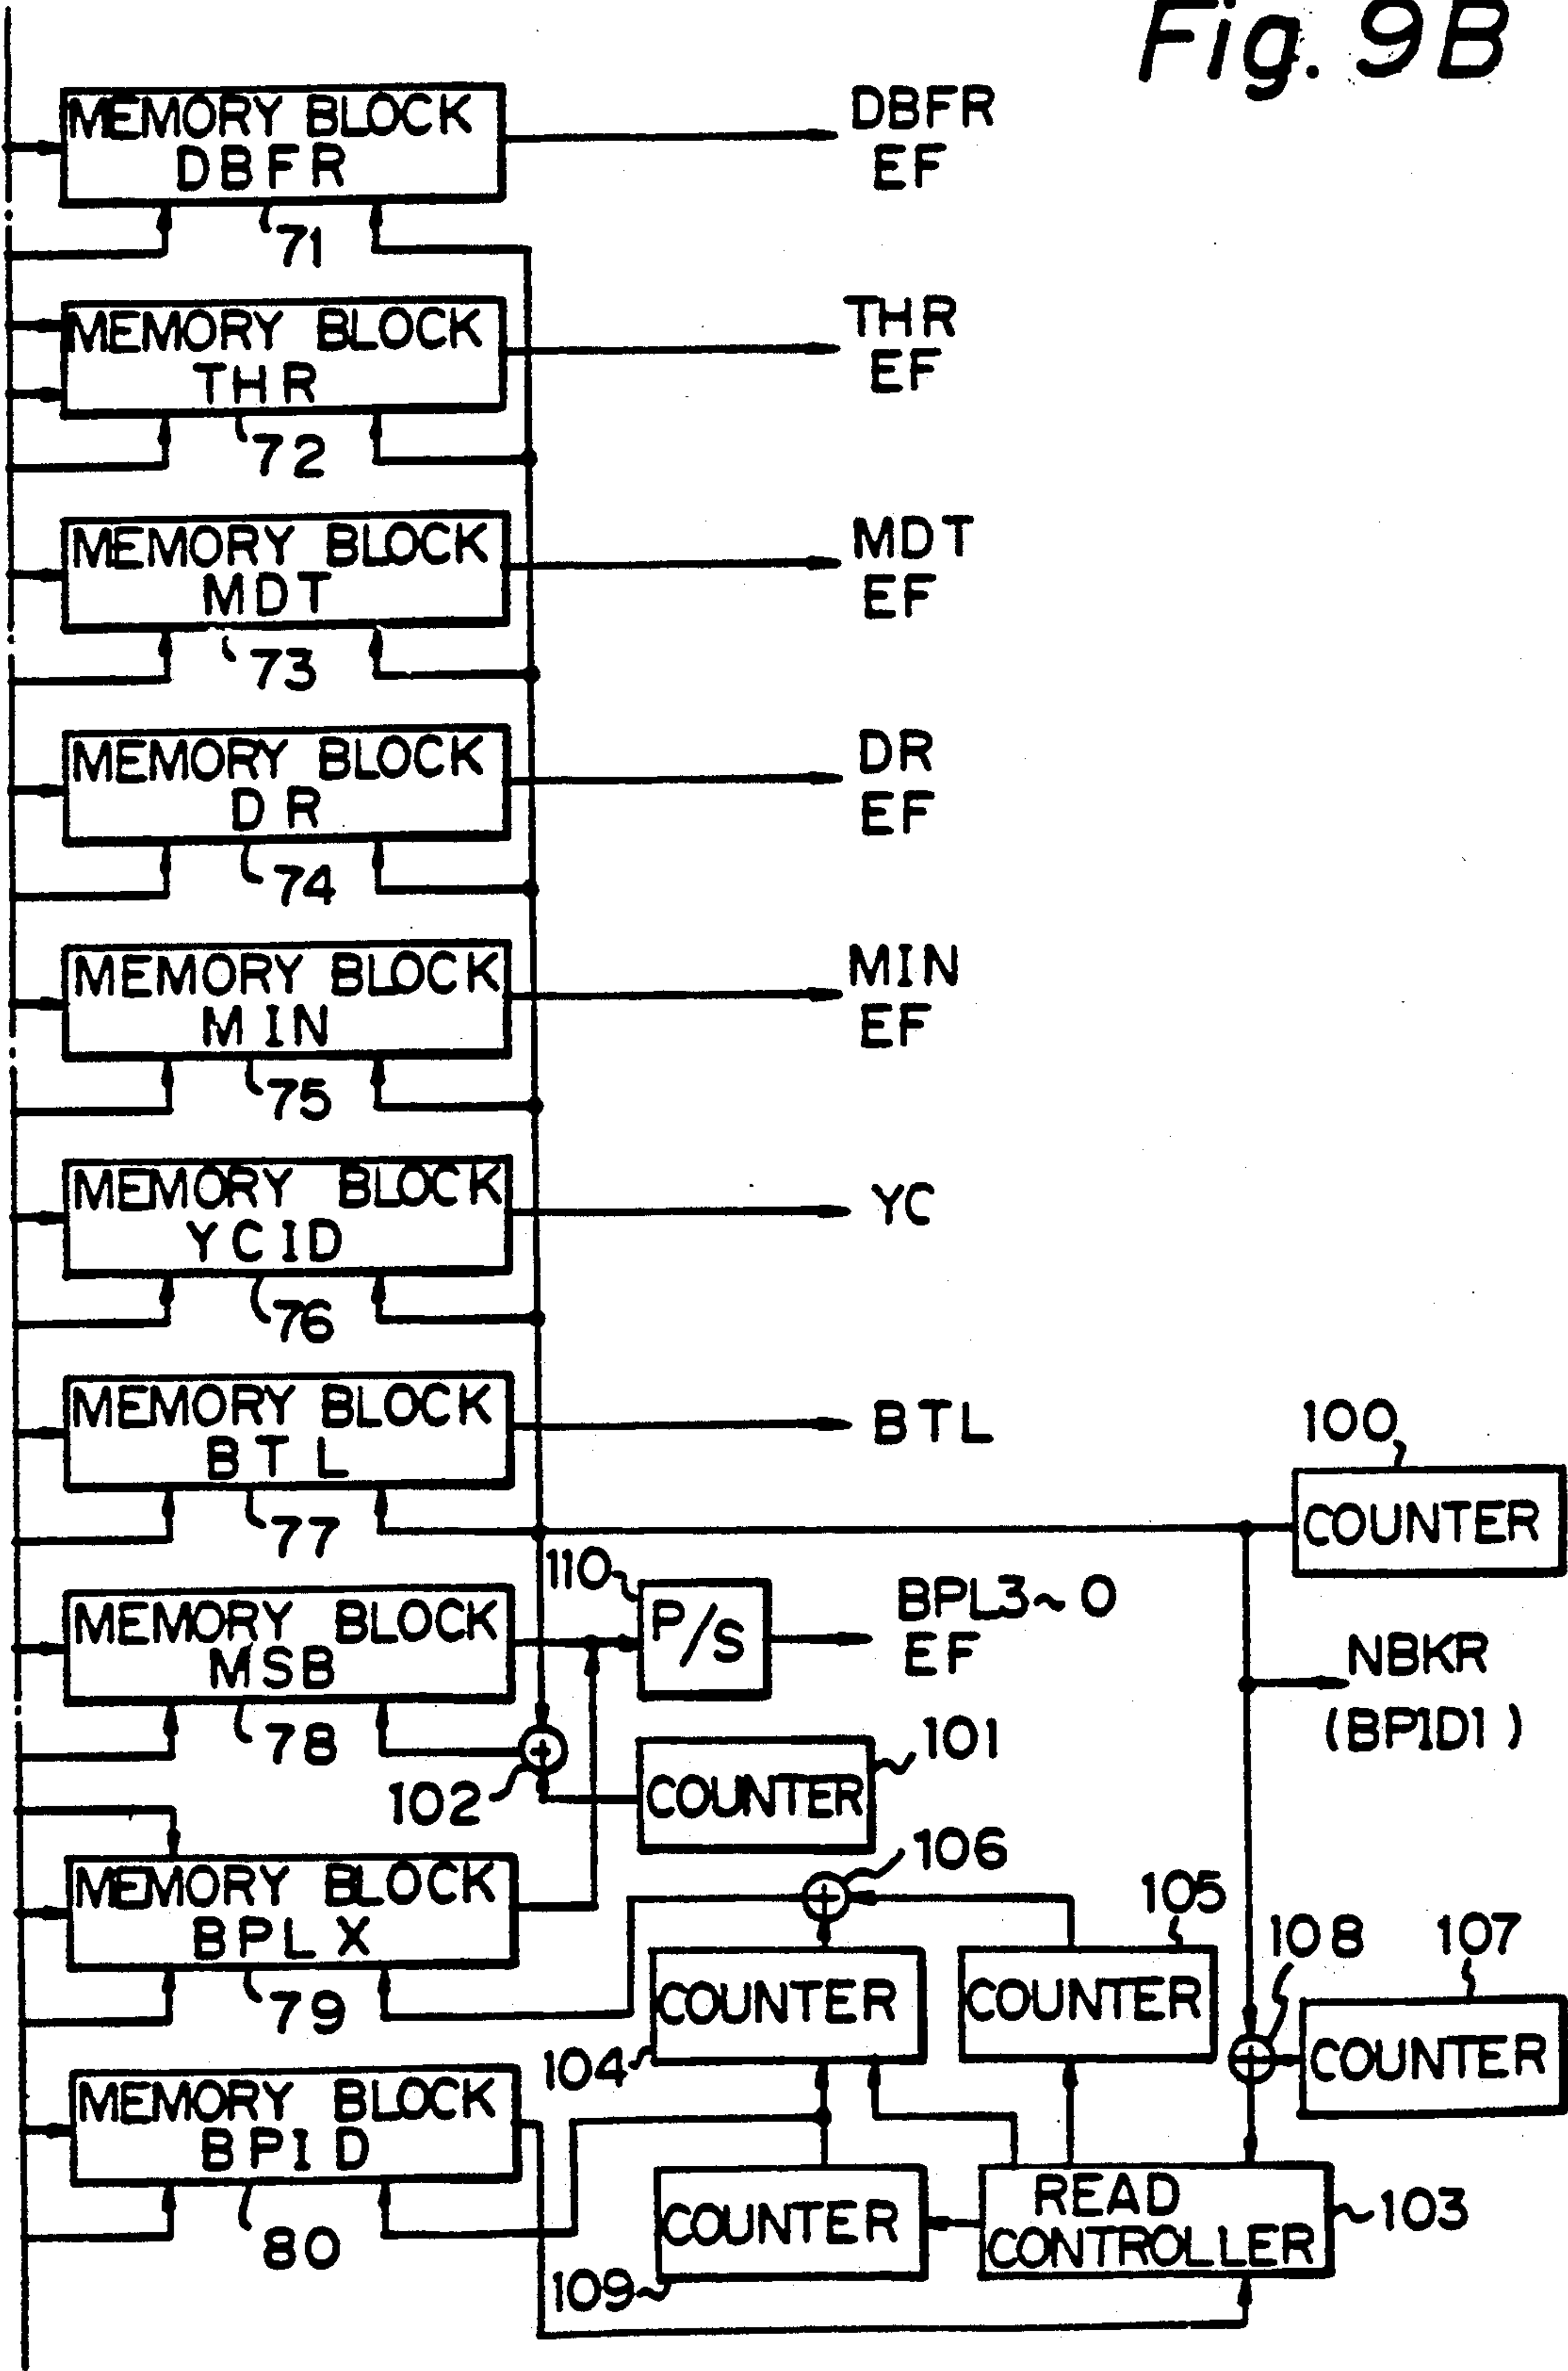 Fig. 9B
MEMORY BLOCK
DBFR
71
DBFR
EF
MEMORY BLOCK
THR
72
THR
EF
MEMORY BLOCK
MDT
73
MDT
EF
MEMORY BLOCK
DR
74
DR
EF
MEMORY BLOCK
MIN
75
MIN
EF
MEMORY BLOCK
YCID
76
YC
MEMORY BLOCK
BTL
77
BTL
100
COUNTER
MEMORY BLOCK
MSB
78
110
P/S
BPL3~0
EF
NBKR
(BPID1)
102
101
COUNTER
MEMORY BLOCK
BPLX
79
106
104
COUNTER
105
COUNTER
108
107
COUNTER
MEMORY BLOCK
BPID
80
109
COUNTER
READ
CONTROLLER
103